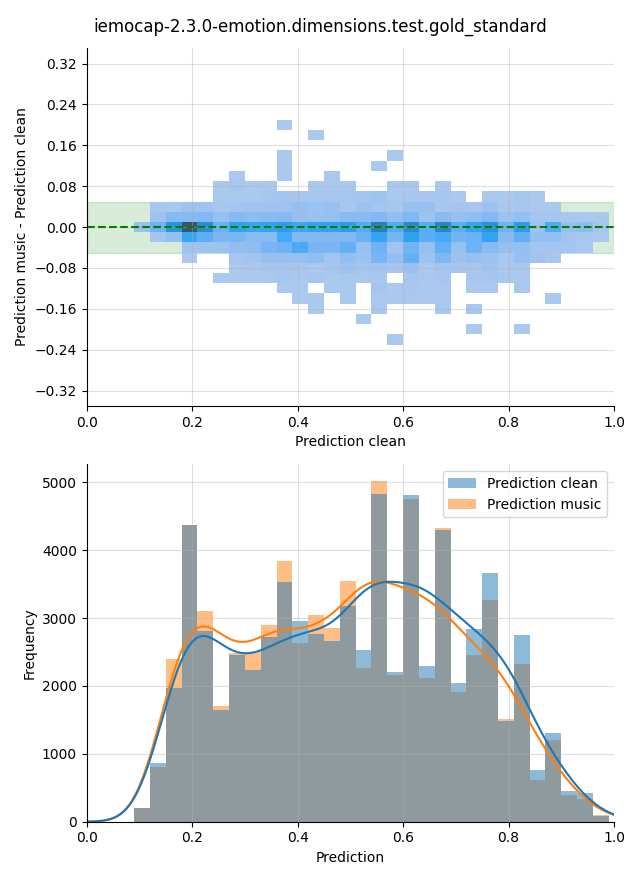 iemocap-2.3.0-emotion.dimensions.test.gold_standard
Prediction music - Prediction clean
0.32
0.24
0.16
0.08
0.00
−0.08
−0.16
−0.24
−0.32
0.0 0.2 0.4 0.6 0.8 1.0
Prediction clean
Frequency
5000
4000
3000
2000
1000
0
Prediction clean
Prediction music
0.0 0.2 0.4 0.6 0.8 1.0
Prediction